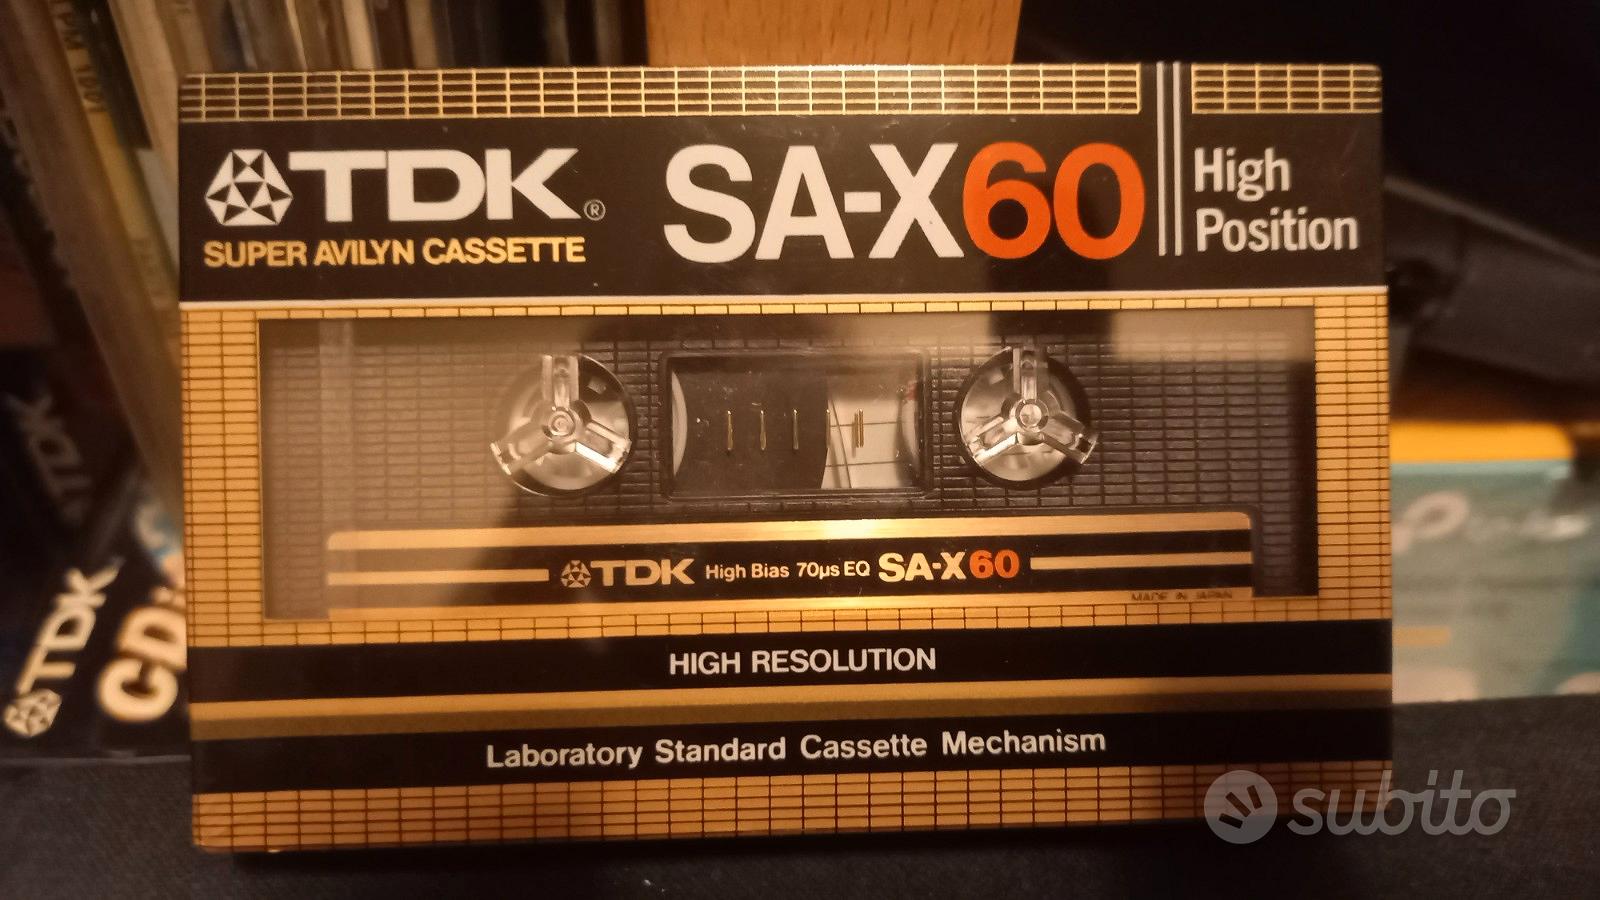 TDK®
SUPER AVILYN CASSETTE
SA-X60
High
Position
TDK High Bias 70µs EQ SA-X60
MADE IN JAPAN
HIGH RESOLUTION
Laboratory Standard Cassette Mechanism
TDK
TDK
CD
subito